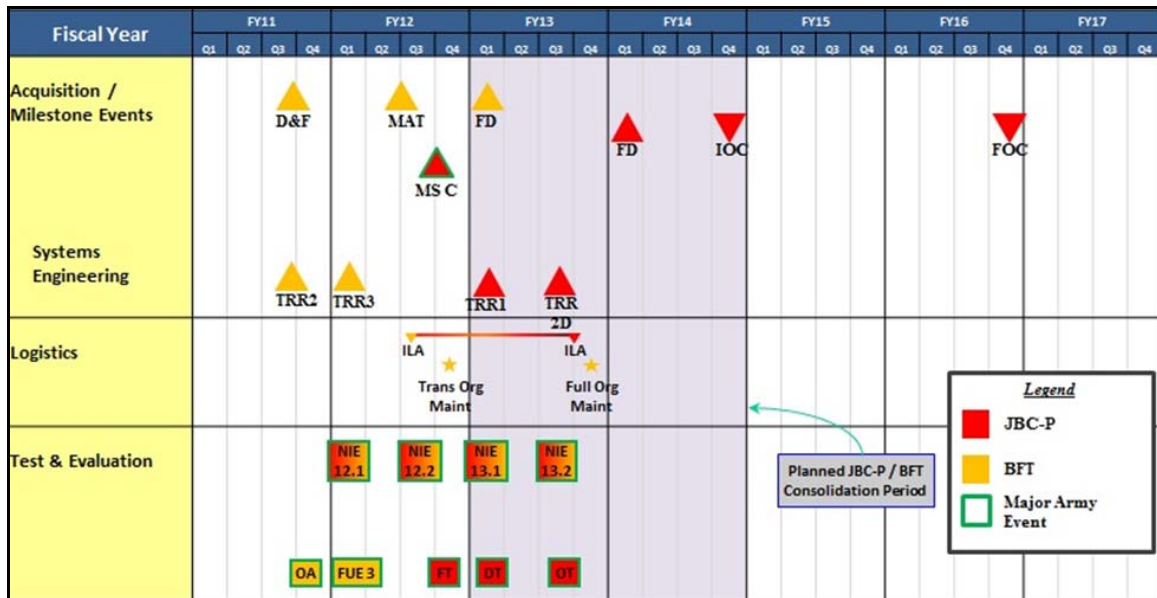 Fiscal Year
FY11 FY12 FY13 FY14 FY15 FY16 FY17
Q1 Q2 Q3 Q4 Q1 Q2 Q3 Q4 Q1 Q2 Q3 Q4 Q1 Q2 Q3 Q4 Q1 Q2 Q3 Q4 Q1 Q2 Q3 Q4 Q1 Q2 Q3 Q4
Acquisition /
Milestone Events
D&F MAT FD
FD IOC FOC
MS C
Systems
Engineering
TRR2 TRR3 TRR1 TRR
2D
Logistics
ILA ILA
Trans Org
Maint
Full Org
Maint
Legend
JBC-P
BFT
Major Army
Event
Planned JBC-P / BFT
Consolidation Period
Test & Evaluation
NIE
12.1
NIE
12.2
NIE
13.1
NIE
13.2
OA FUE 3 FT DT OT